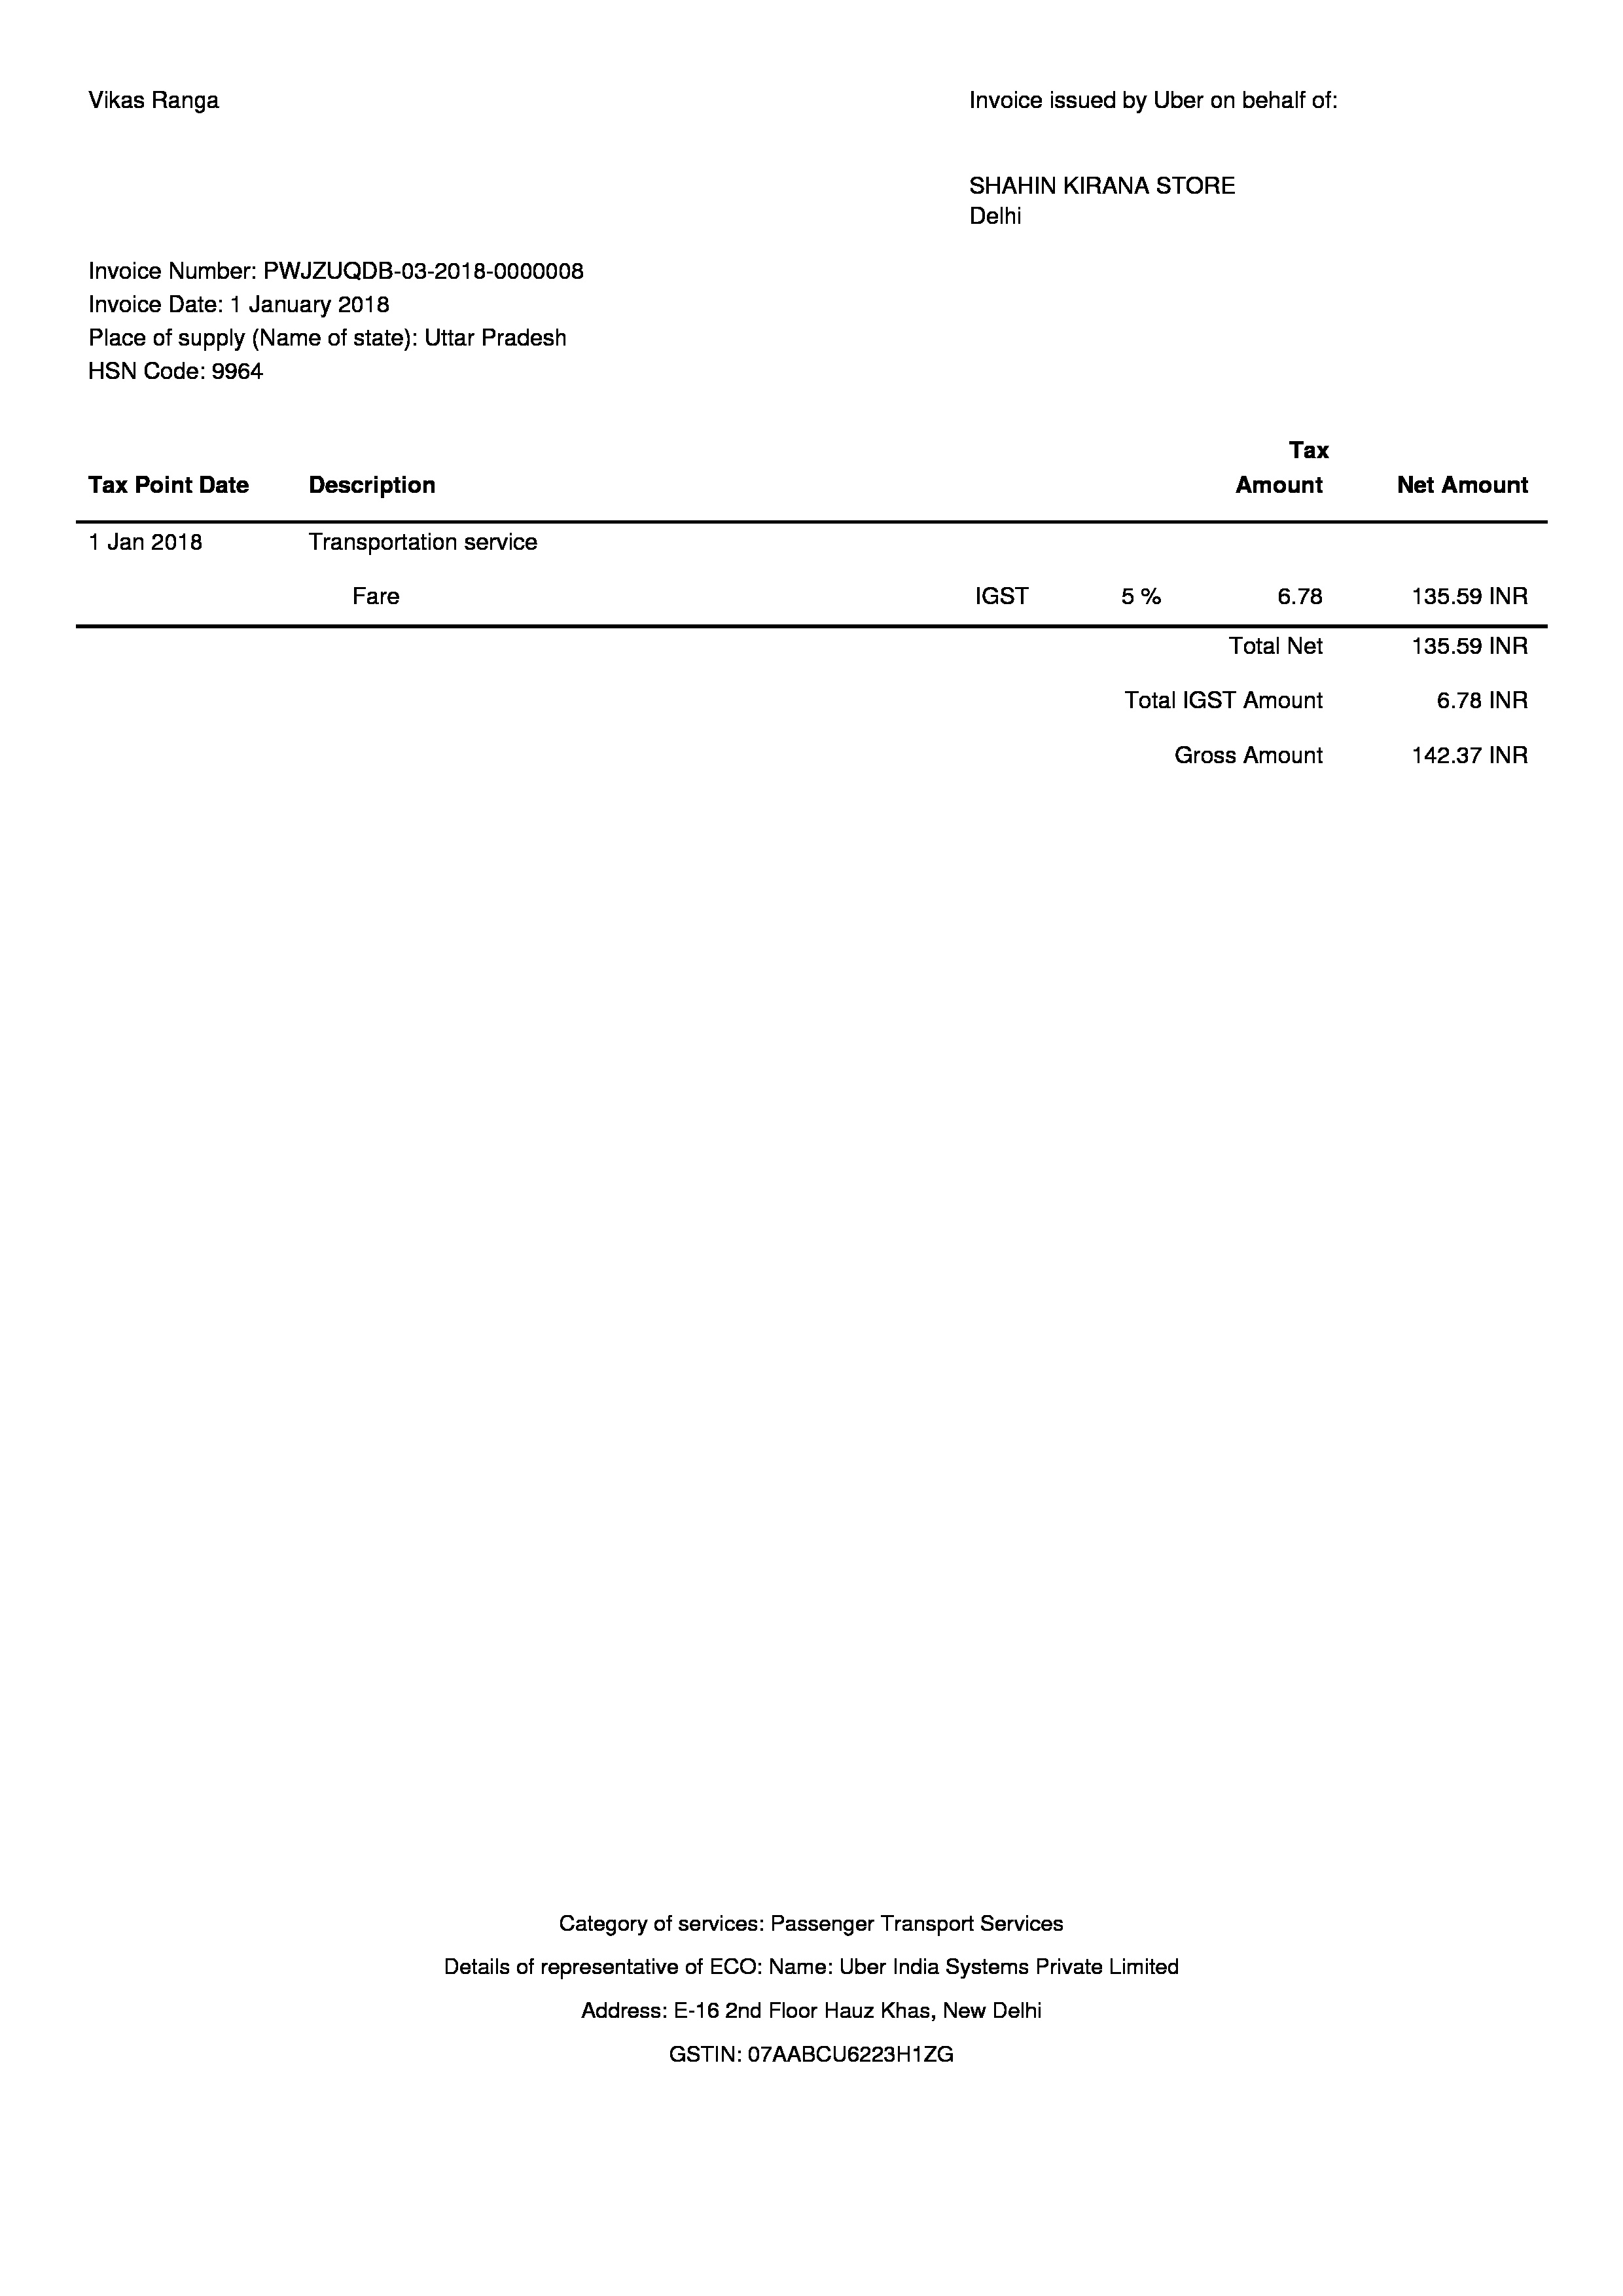 Vikas Ranga
Invoice issued by Uber on behalf of:
SHAHIN KIRANA STORE
Delhi
Invoice Number: PWJZUQDB-03-2018-0000008
Invoice Date: 1 January 2018
Place of supply (Name of state): Uttar Pradesh
HSN Code: 9964
Tax Point Date Description Tax Amount Net Amount
1 Jan 2018 Transportation service
Fare IGST 5 % 6.78 135.59 INR
Total Net 135.59 INR
Total IGST Amount 6.78 INR
Gross Amount 142.37 INR
Category of services: Passenger Transport Services
Details of representative of ECO: Name: Uber India Systems Private Limited
Address: E-16 2nd Floor Hauz Khas, New Delhi
GSTIN: 07AABCU6223H1ZG